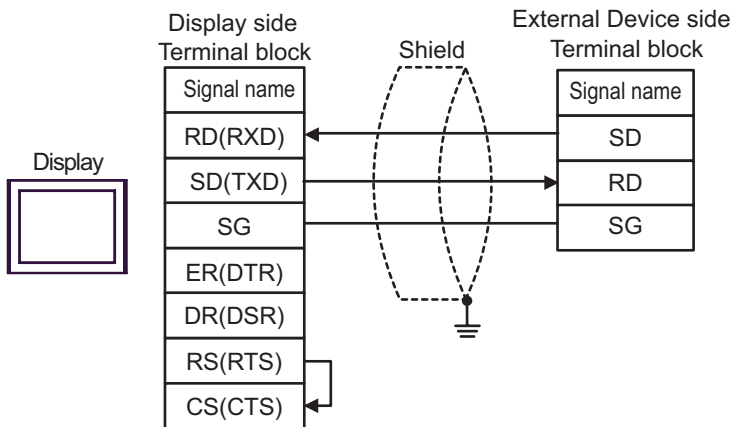 Display side
Terminal block
Shield
External Device side
Terminal block
Signal name
Signal name
RD(RXD)
SD
Display
SD(TXD)
RD
SG
SG
ER(DTR)
DR(DSR)
RS(RTS)
CS(CTS)